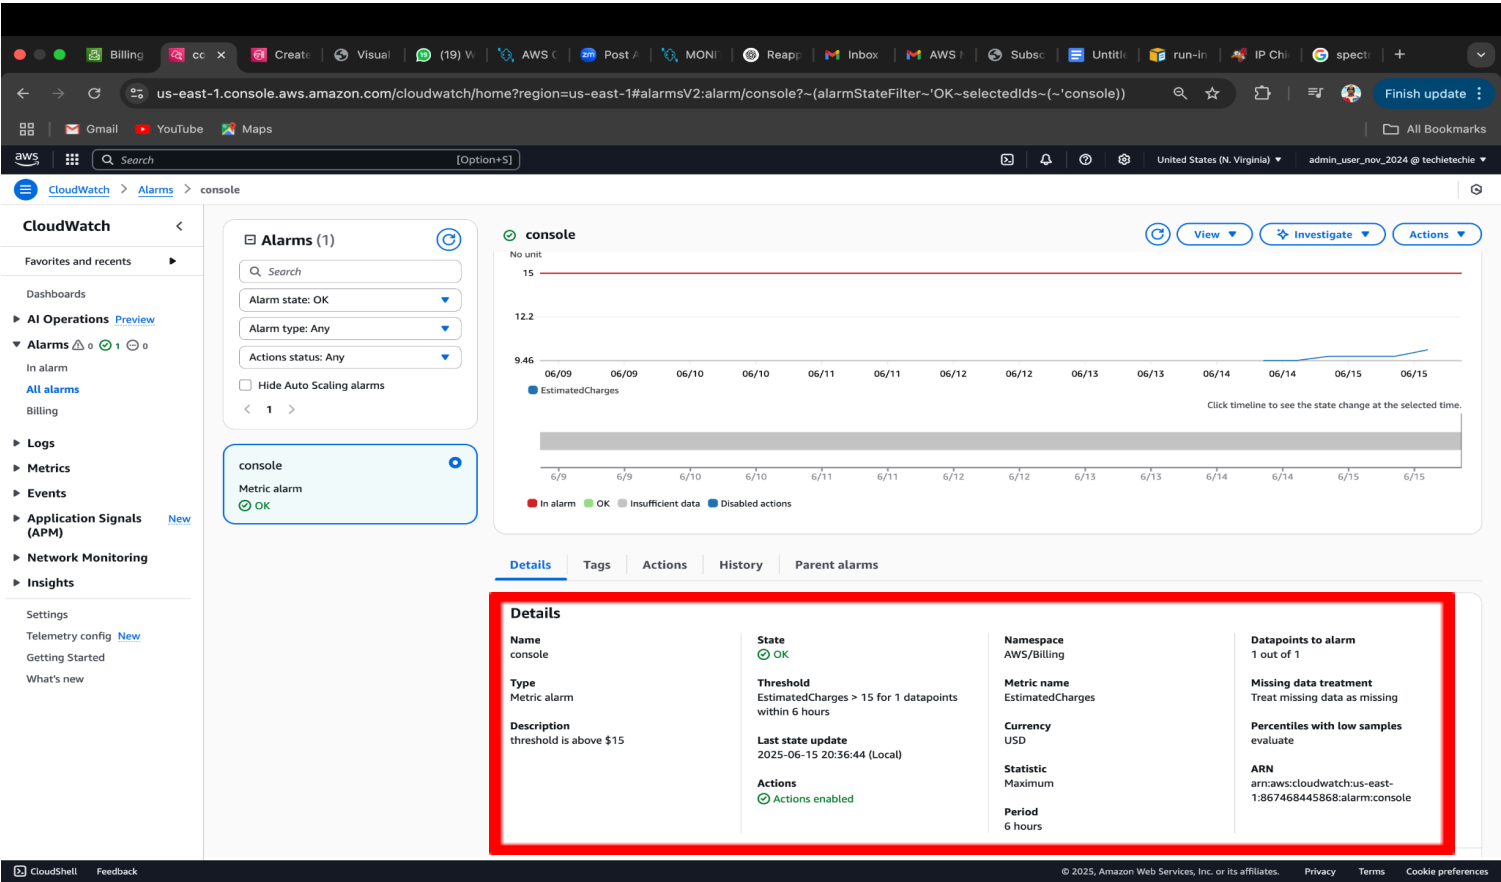 Billing
cc
Create
Visual
(19) W
AWS C
zm
Post A
MONIT
Reapp
Inbox
AWS N
Subsc
Untitle
run-in
IP Chi
spectr
us-east-1.console.aws.amazon.com/cloudwatch/home?region=us-east-1#alarmsV2:alarm/console?~(alarmStateFilter~'OK~selectedIds~(~'console))
Finish update
Gmail
YouTube
Maps
All Bookmarks
aws
Search
[Option+S]
United States (N. Virginia)
admin_user_nov_2024 @ techietechie
CloudWatch
Alarms
console
CloudWatch
Favorites and recents
Dashboards
AI Operations Preview
Alarms 0 1 0
In alarm
All alarms
Billing
Logs
Metrics
Events
Application Signals New
(APM)
Network Monitoring
Insights
Settings
Telemetry config New
Getting Started
What's new
Alarms (1)
Search
Alarm state: OK
Alarm type: Any
Actions status: Any
Hide Auto Scaling alarms
1
console
Metric alarm
OK
console
View
Investigate
Actions
No unit
15
12.2
9.46
06/09 06/09 06/10 06/10 06/11 06/11 06/12 06/12 06/13 06/13 06/14 06/14 06/15 06/15
EstimatedCharges
Click timeline to see the state change at the selected time.
6/9 6/9 6/10 6/10 6/11 6/11 6/12 6/12 6/13 6/13 6/14 6/14 6/15 6/15
In alarm OK Insufficient data Disabled actions
Details
Tags
Actions
History
Parent alarms
Details
Name
console
Type
Metric alarm
Description
threshold is above $15
State
OK
Threshold
EstimatedCharges > 15 for 1 datapoints
within 6 hours
Last state update
2025-06-15 20:36:44 (Local)
Actions
Actions enabled
Namespace
AWS/Billing
Metric name
EstimatedCharges
Currency
USD
Statistic
Maximum
Period
6 hours
Datapoints to alarm
1 out of 1
Missing data treatment
Treat missing data as missing
Percentiles with low samples
evaluate
ARN
arn:aws:cloudwatch:us-east-
1:867468445868:alarm:console
CloudShell
Feedback
© 2025, Amazon Web Services, Inc. or its affiliates.
Privacy
Terms
Cookie preferences